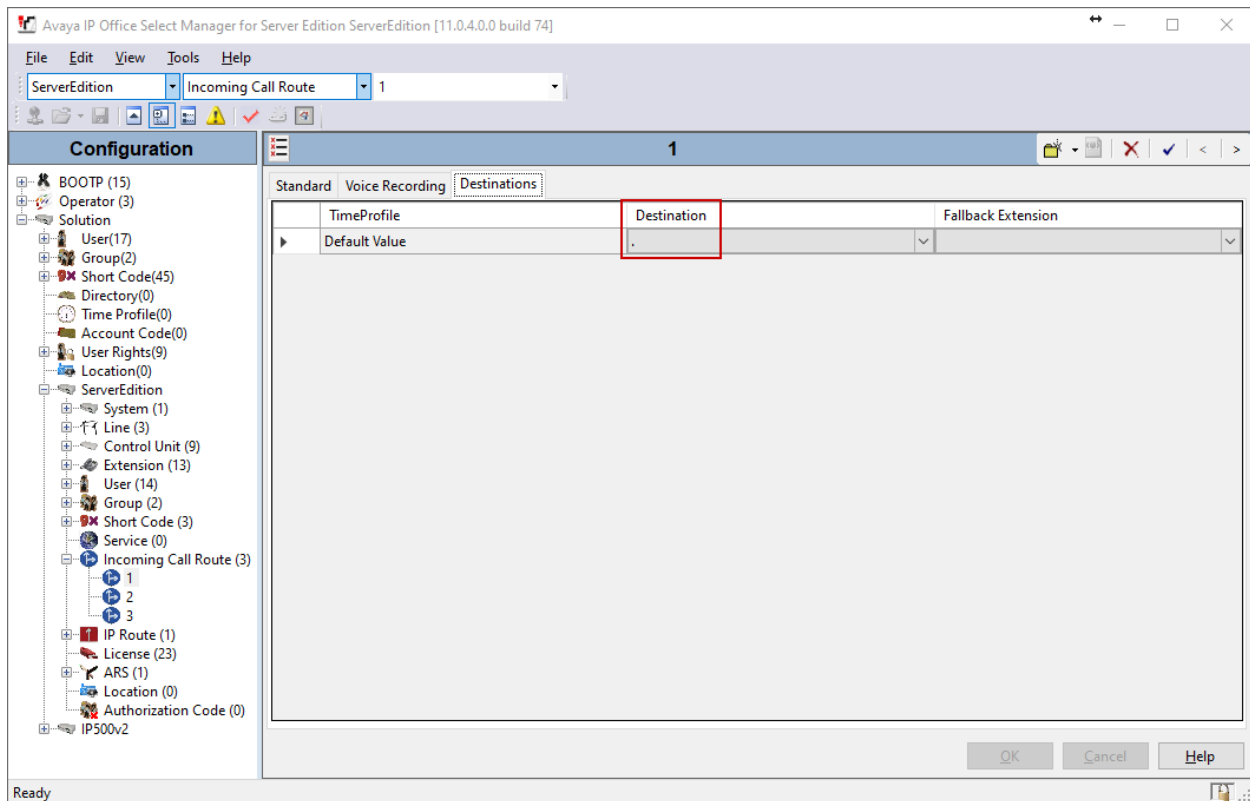 Avaya IP Office Select Manager for Server Edition ServerEdition [11.0.4.0.0 build 74]
File Edit View Tools Help
ServerEdition Incoming Call Route 1
Configuration 1
Standard Voice Recording Destinations
TimeProfile Destination Fallback Extension
Default Value .
BOOTP (15)
Operator (3)
Solution
User(17)
Group(2)
Short Code(45)
Directory(0)
Time Profile(0)
Account Code(0)
User Rights(9)
Location(0)
ServerEdition
System (1)
Line (3)
Control Unit (9)
Extension (13)
User (14)
Group (2)
Short Code (3)
Service (0)
Incoming Call Route (3)
1
2
3
IP Route (1)
License (23)
ARS (1)
Location (0)
Authorization Code (0)
IP500v2
OK Cancel Help
Ready